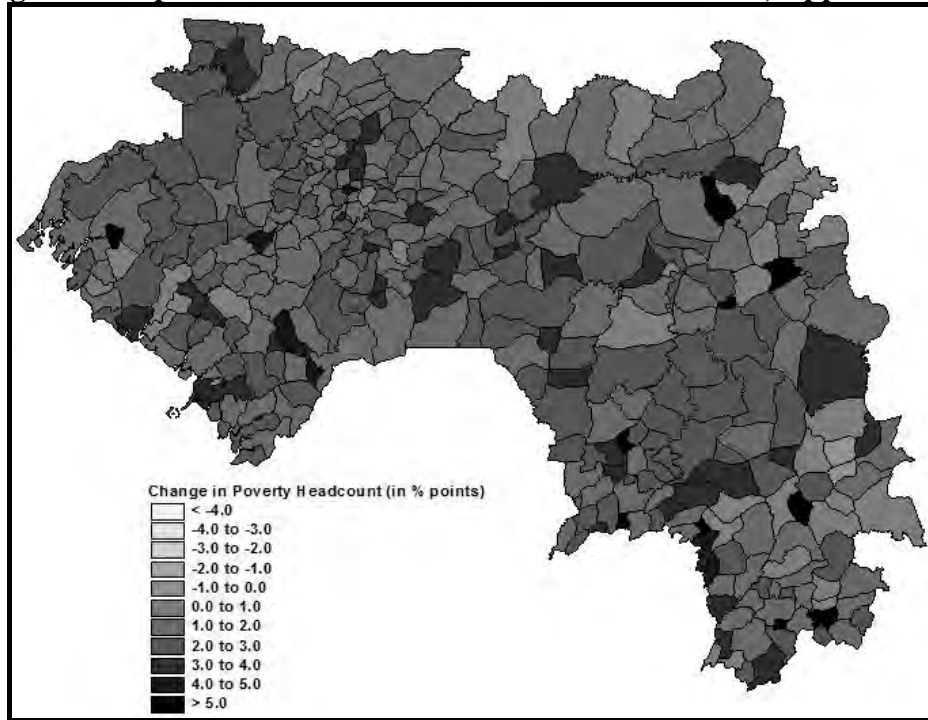 Change in Poverty Headcount (in % points)
< -4.0
-4.0 to -3.0
-3.0 to -2.0
-2.0 to -1.0
-1.0 to 0.0
0.0 to 1.0
1.0 to 2.0
2.0 to 3.0
3.0 to 4.0
4.0 to 5.0
> 5.0